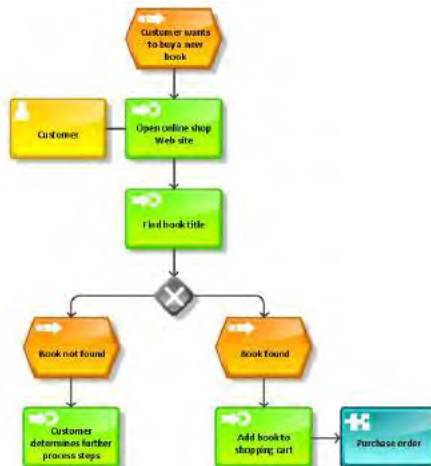 Customer wants
to buy a new
book
Customer
Open online shop
Web site
Find book title
Book not found
Book found
Customer
determines further
process steps
Add book to
shopping cart
Purchase order